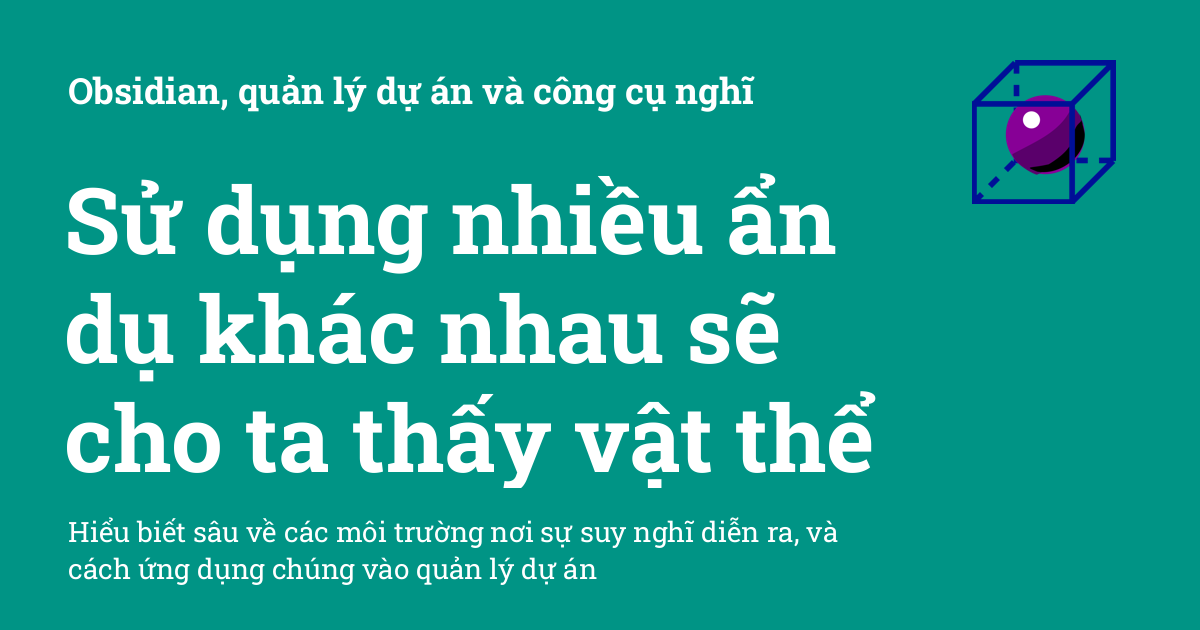 Obsidian, quản lý dự án và công cụ nghĩ
Sử dụng nhiều ẩn
dụ khác nhau sẽ
cho ta thấy vật thể
Hiểu biết sâu về các môi trường nơi sự suy nghĩ diễn ra, và
cách ứng dụng chúng vào quản lý dự án